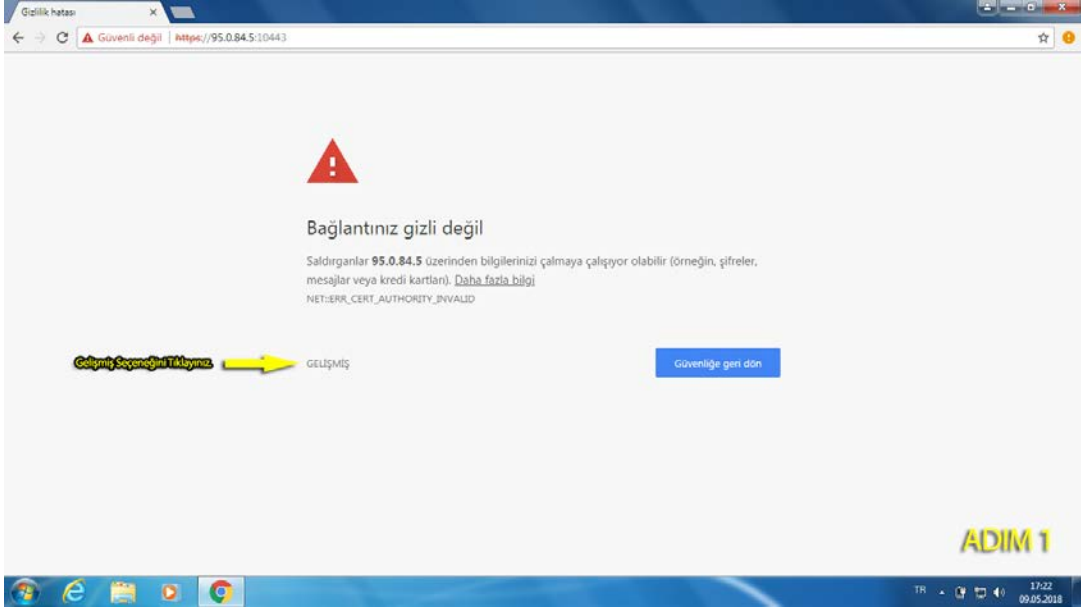 Gizlilik hatası
Güvenli değil | https://95.0.84.5:10443
Bağlantınız gizli değil
Saldırganlar 95.0.84.5 üzerinden bilgilerinizi çalmaya çalışıyor olabilir (örneğin, şifreler,
mesajlar veya kredi kartları). Daha fazla bilgi
NET::ERR_CERT_AUTHORITY_INVALID
Gelişmiş Seçeneğini Tıklayınız.
GELİŞMİŞ
Güvenliğe geri dön
ADIM 1
TR
17:22
09.05.2018